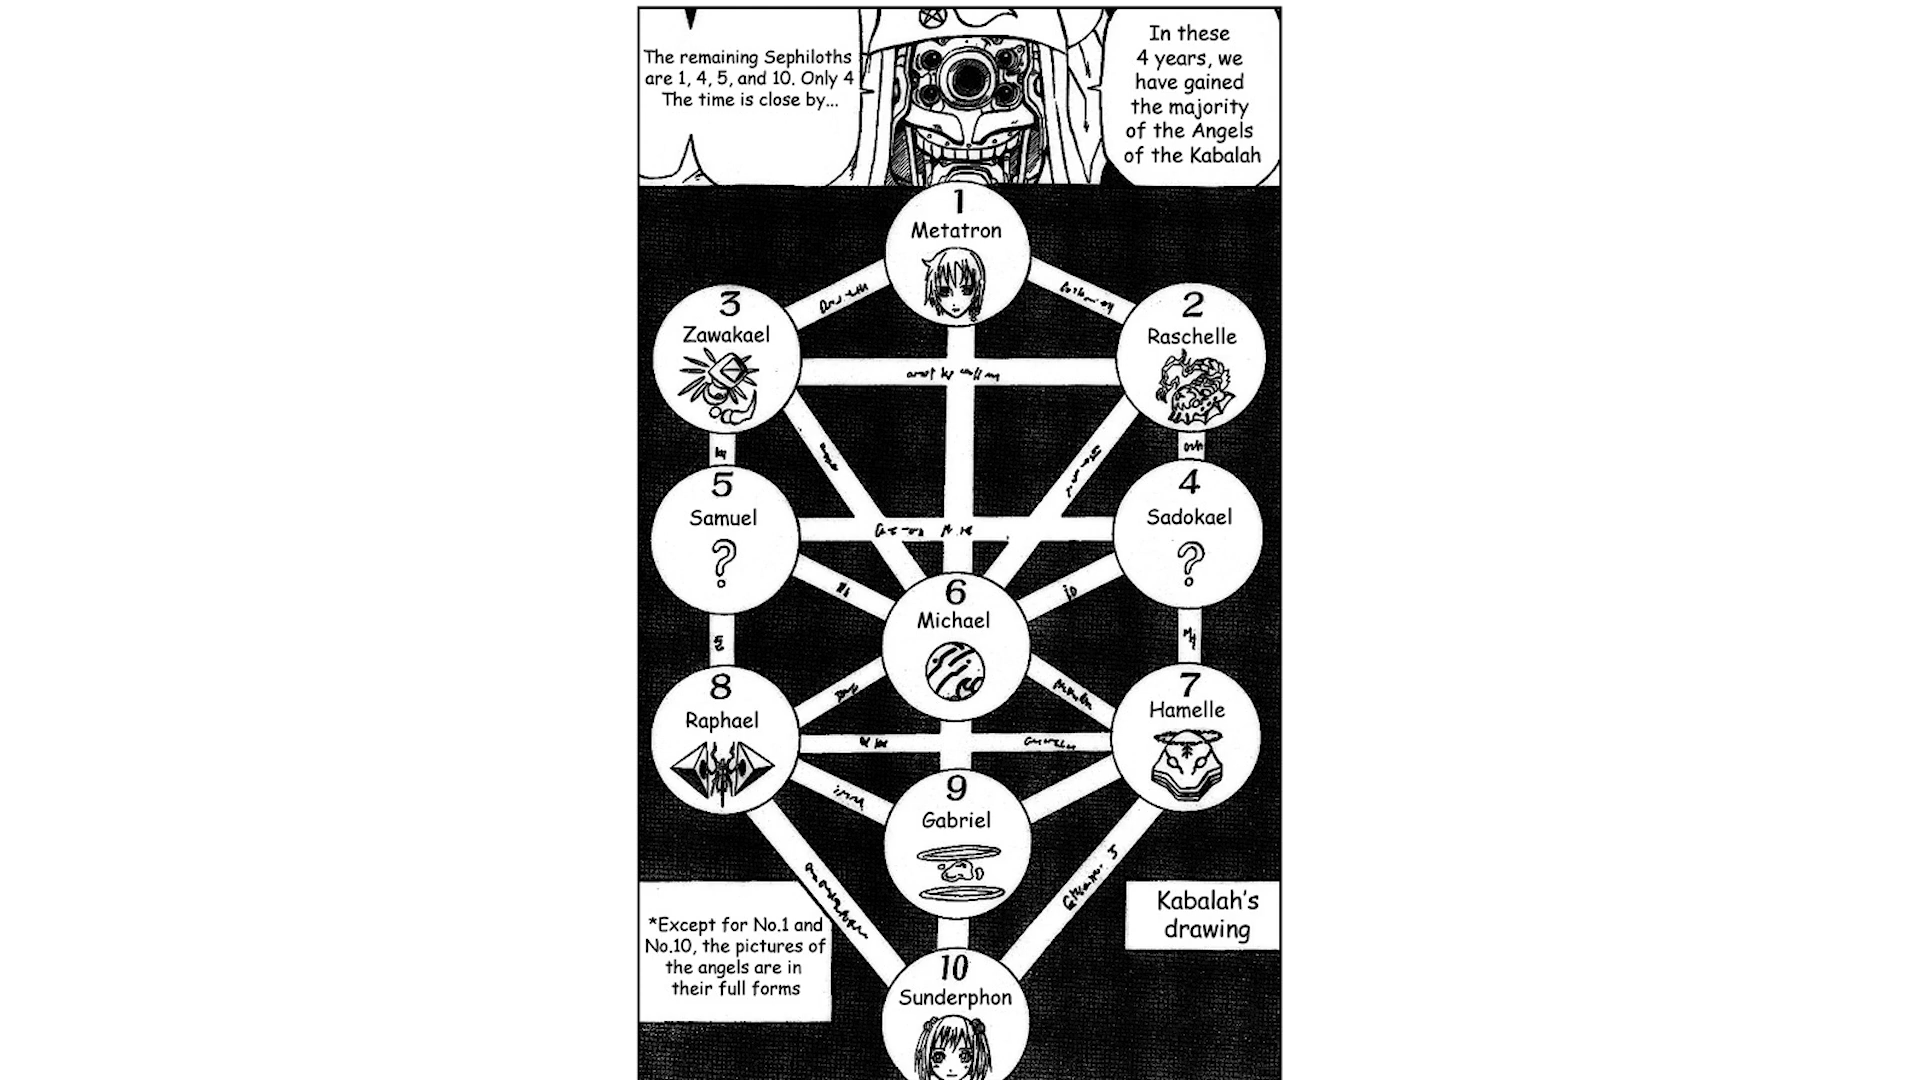 The remaining Sephiloths
are 1, 4, 5, and 10. Only 4
The time is close by...
In these
4 years, we
have gained
the majority
of the Angels
of the Kabalah
1
Metatron
3
Zawakael
2
Raschelle
5
Samuel
?
4
Sadokael
?
6
Michael
8
Raphael
7
Hamelle
9
Gabriel
Kabalah's
drawing
*Except for No.1 and
No.10, the pictures of
the angels are in
their full forms
10
Sunderphon